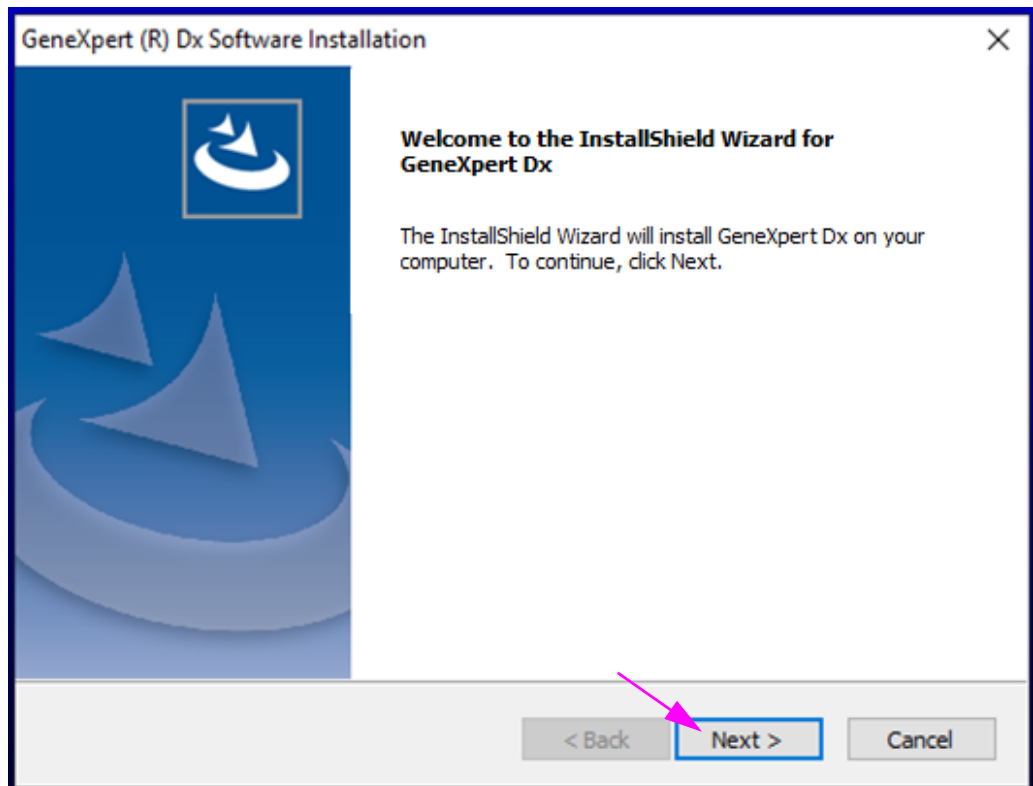 GeneXpert (R) Dx Software Installation
Welcome to the InstallShield Wizard for
GeneXpert Dx
The InstallShield Wizard will install GeneXpert Dx on your
computer.  To continue, click Next.
< Back Next > Cancel